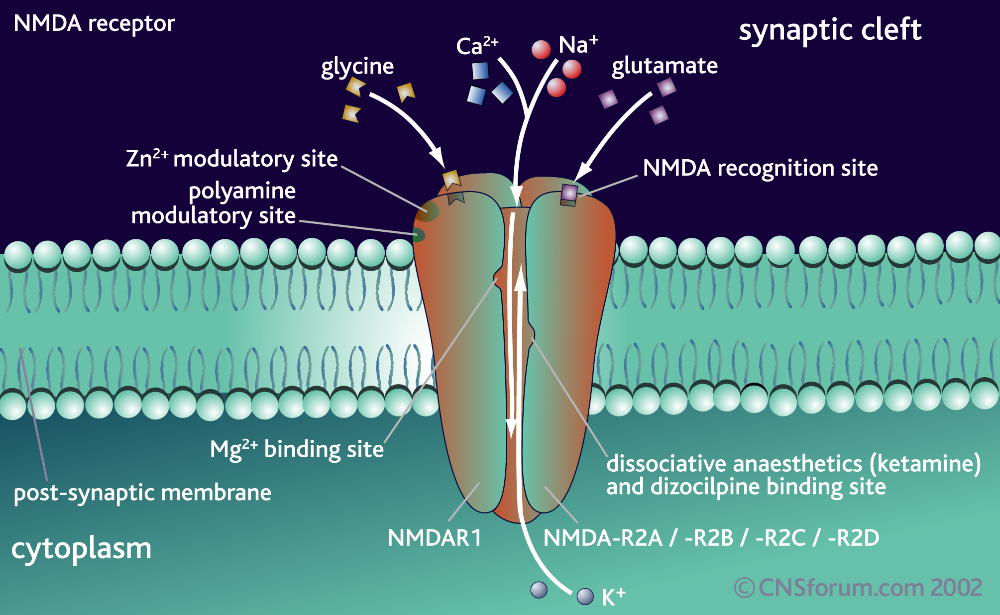 NMDA receptor
synaptic cleft
Ca²⁺
Na⁺
glycine
glutamate
Zn²⁺ modulatory site
NMDA recognition site
polyamine
modulatory site
Mg²⁺ binding site
dissociative anaesthetics (ketamine)
and dizocilpine binding site
post-synaptic membrane
NMDAR1
NMDA-R2A / -R2B / -R2C / -R2D
cytoplasm
K⁺
© CNSforum.com 2002